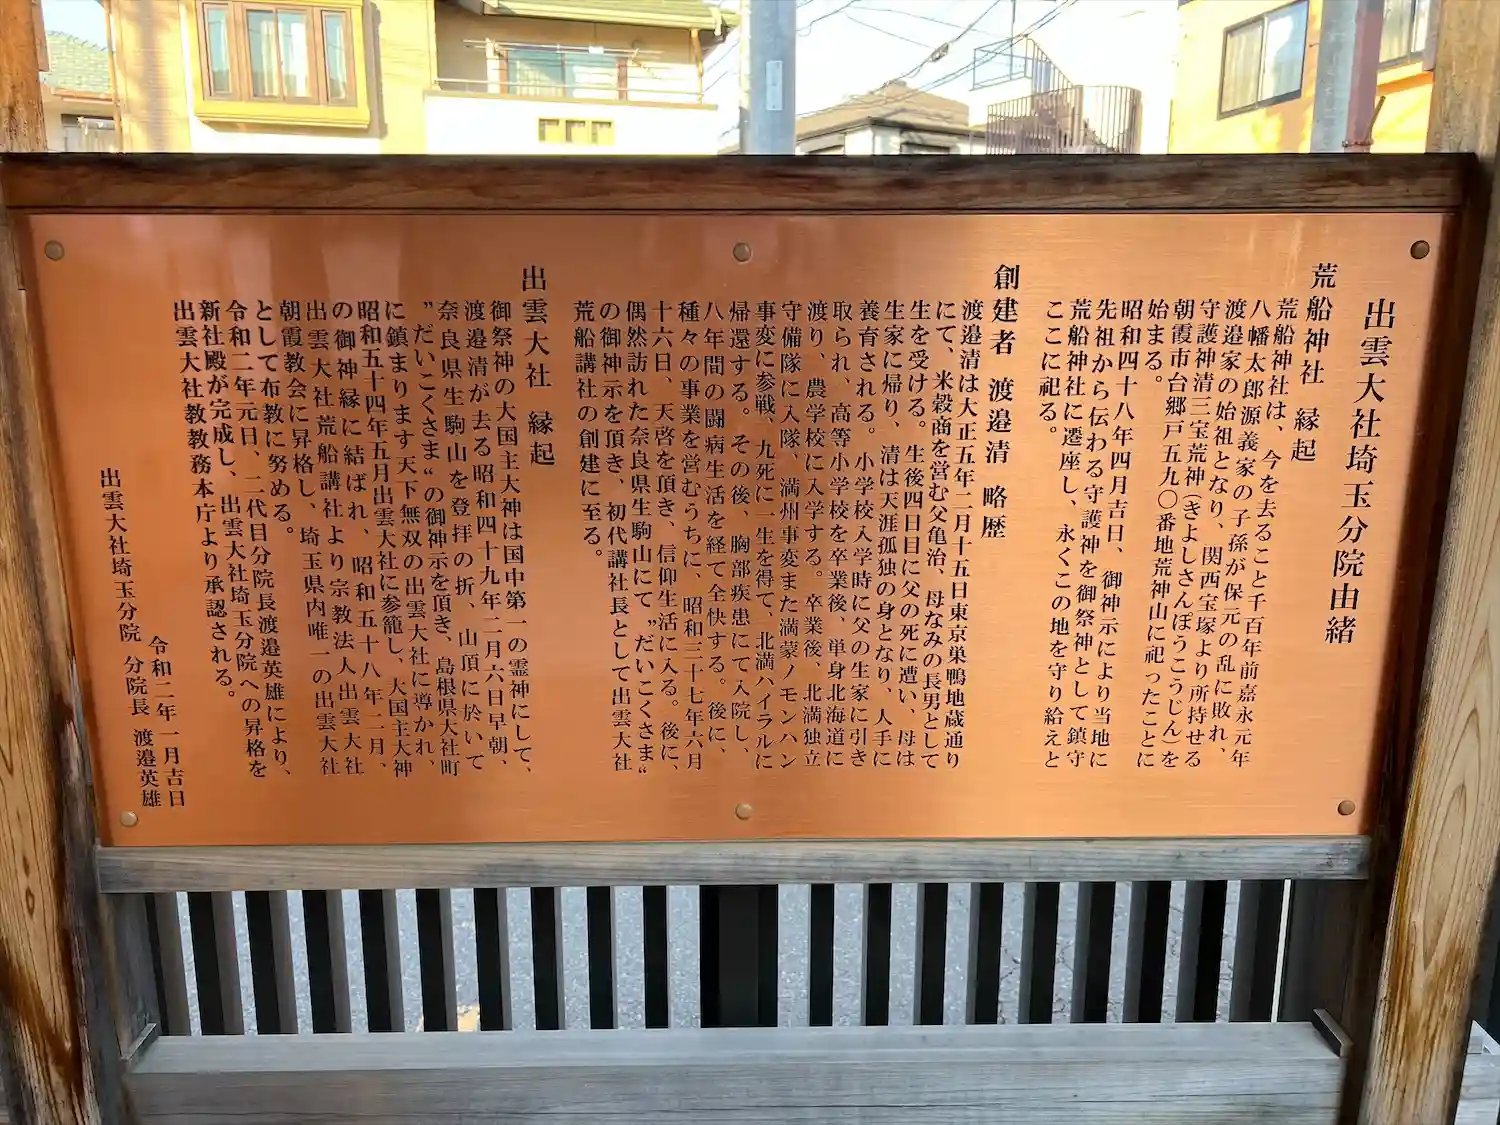 出雲大社埼玉分院由緒
荒船神社　縁起
荒船神社は、今を去ること千百年前嘉永元年
八幡太郎源義家の子孫が保元の乱に敗れ、
渡邉家の始祖となり、関西宝塚より所持せる
守護神清三宝荒神（きよしさんぽうこうじん）を
朝霞市台郷戸五九〇番地荒神山に祀ったことに
始まる。
昭和四十八年四月吉日、御神示により当地に
先祖から伝わる守護神を御祭神として鎮守
荒船神社に遷座し、永くこの地を守り給えと
ここに祀る。
創建者　渡邉清　略歴
渡邉清は大正五年二月十五日東京巣鴨地蔵通り
にて、米穀商を営む父亀治、母なみの長男として
生を受ける。生後四日目に父の死に遭い、母は
生家に帰り、清は天涯孤独の身となり、人手に
養育される。小学校入学時に父の生家に引き
取られ、高等小学校を卒業後、単身北海道に
渡り、農学校に入学する。卒業後、北満独立
守備隊に入隊、満州事変また満蒙ノモンハン
事変に参戦、九死に一生を得て、北満ハイラルに
帰還する。その後、胸部疾患にて入院し、
八年間の闘病生活を経て全快する。後に、
種々の事業を営むうちに、昭和三十七年六月
十六日、天啓を頂き、信仰生活に入る。後に、
偶然訪れた奈良県生駒山にて、”だいこくさま“
の御神示を頂き、初代講社長として出雲大社
荒船講社の創建に至る。
出雲大社　縁起
御祭神の大国主大神は国中第一の霊神にして、
渡邉清が去る昭和四十九年二月六日早朝、
奈良県生駒山を登拝の折、山頂に於いて
”だいこくさま“の御神示を頂き、島根県大社町
に鎮まります天下無双の出雲大社に導かれ、
昭和五十四年五月出雲大社に参籠し、大国主大神
の御神縁に結ばれ、昭和五十八年二月、
出雲大社荒船講社より宗教法人出雲大社
朝霞教会に昇格し、埼玉県内唯一の出雲大社
として布教に努める。
令和二年元日、二代目分院長渡邉英雄により、
新社殿が完成し、出雲大社埼玉分院への昇格を
出雲大社教教務本庁より承認される。
令和二年一月吉日
出雲大社埼玉分院　分院長　渡邉英雄